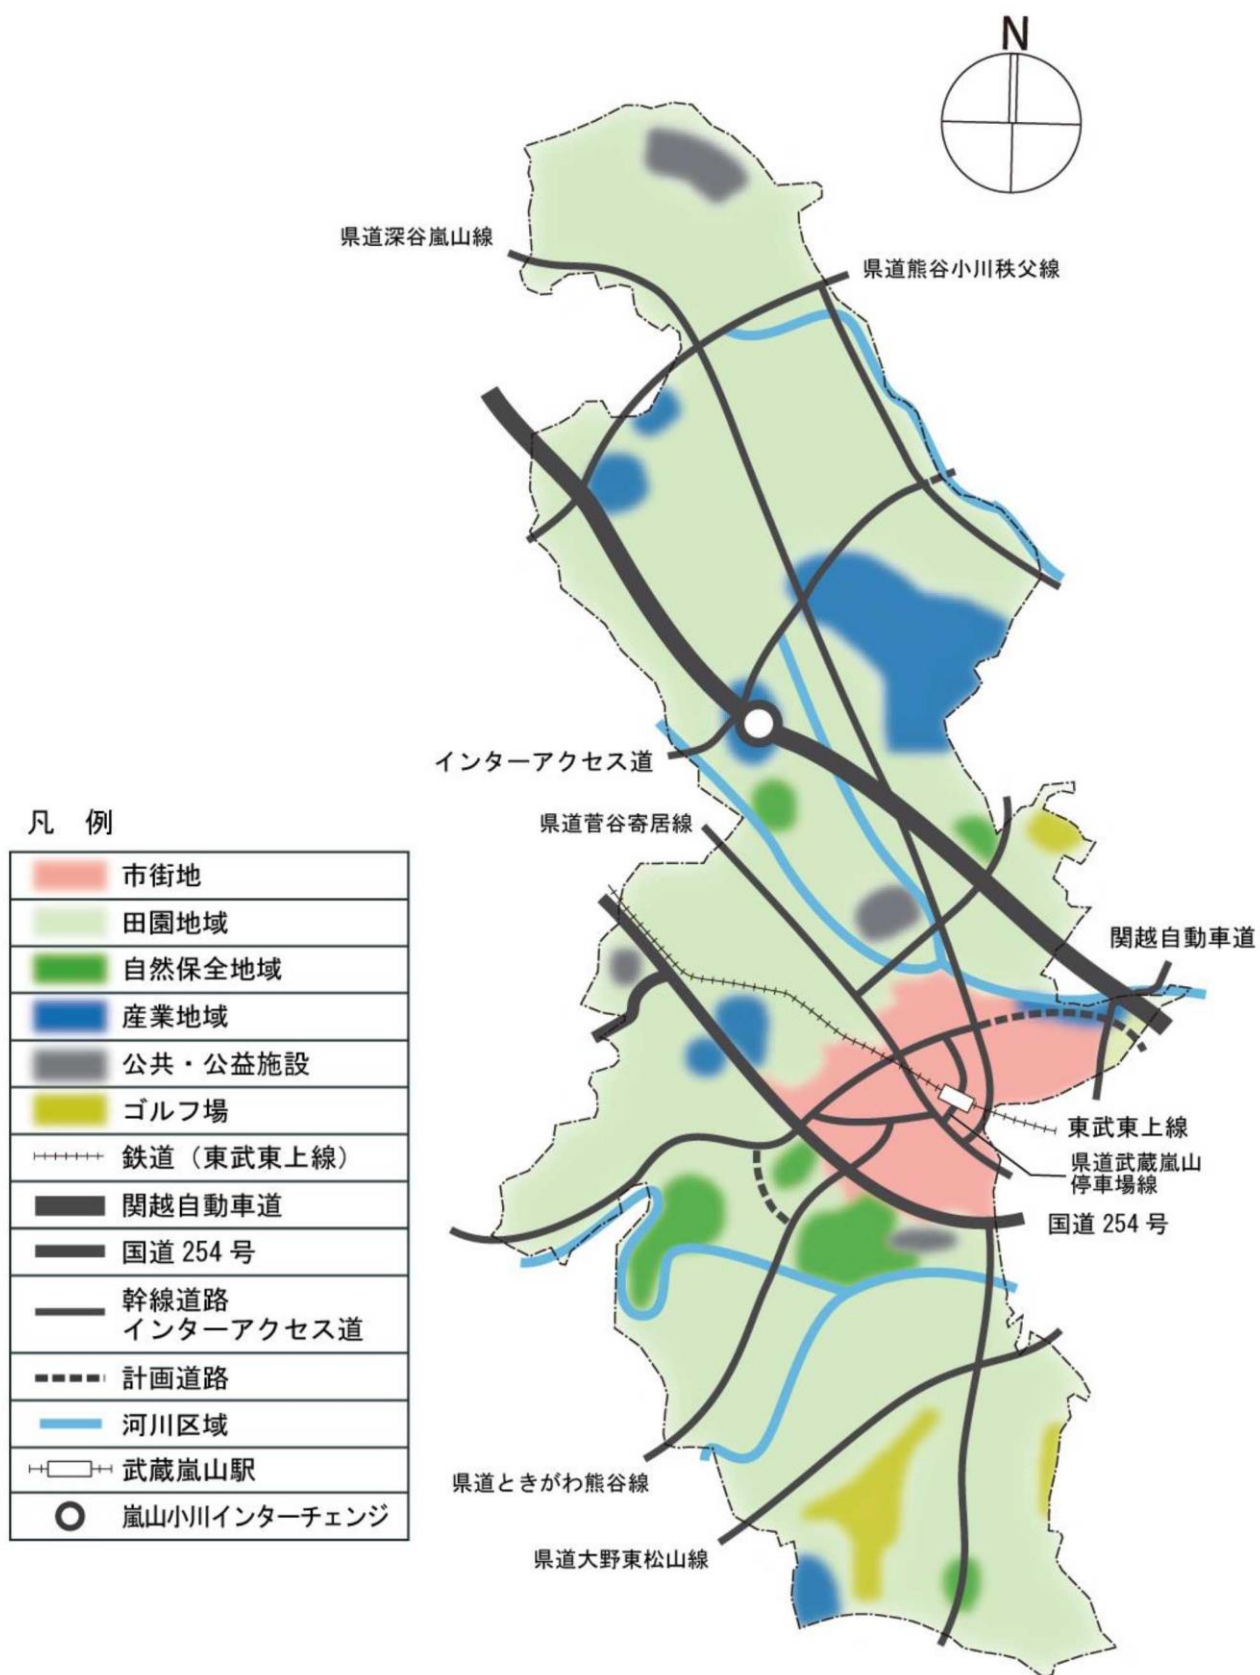 N
県道深谷嵐山線
県道熊谷小川秩父線
インターアクセス道
県道菅谷寄居線
関越自動車道
東武東上線
県道武蔵嵐山
停車場線
国道 254 号
県道ときがわ熊谷線
県道大野東松山線
凡 例
市街地
田園地域
自然保全地域
産業地域
公共・公益施設
ゴルフ場
鉄道（東武東上線）
関越自動車道
国道 254 号
幹線道路
インターアクセス道
計画道路
河川区域
武蔵嵐山駅
嵐山小川インターチェンジ